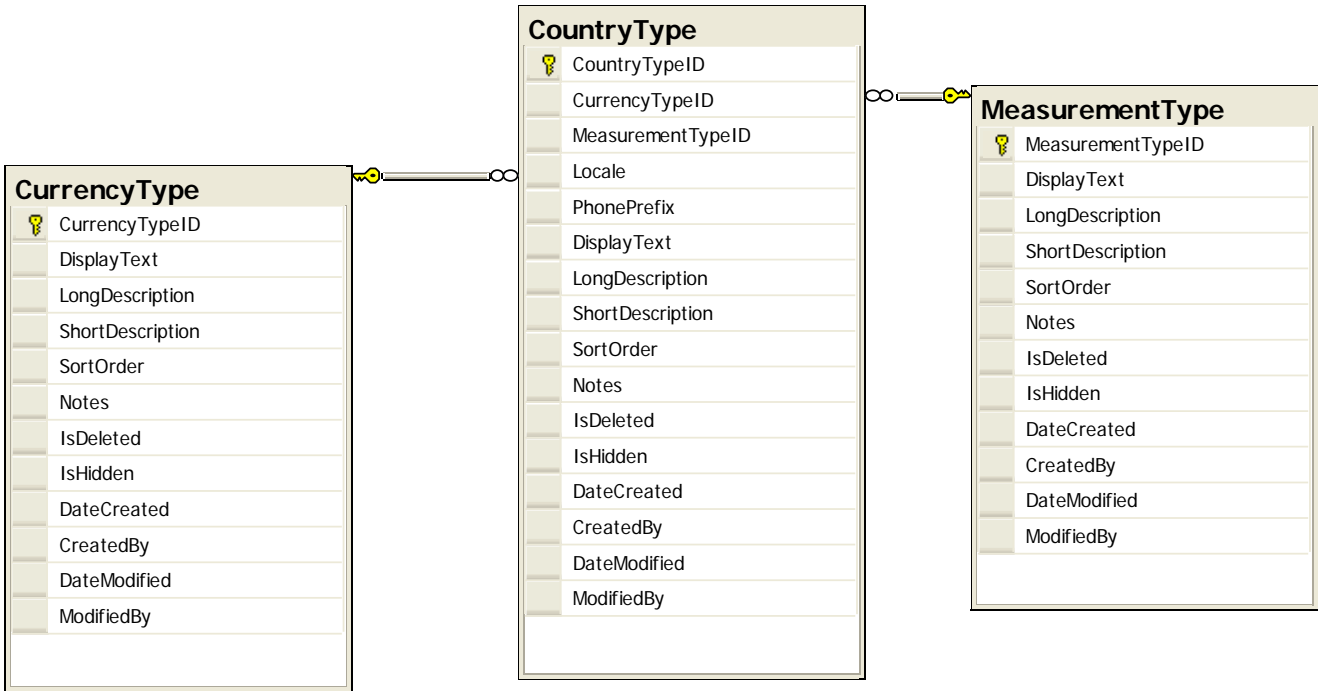 CountryType
CountryTypeID
CurrencyTypeID
MeasurementTypeID
Locale
PhonePrefix
DisplayText
LongDescription
ShortDescription
SortOrder
Notes
IsDeleted
IsHidden
DateCreated
CreatedBy
DateModified
ModifiedBy
MeasurementType
MeasurementTypeID
DisplayText
LongDescription
ShortDescription
SortOrder
Notes
IsDeleted
IsHidden
DateCreated
CreatedBy
DateModified
ModifiedBy
CurrencyType
CurrencyTypeID
DisplayText
LongDescription
ShortDescription
SortOrder
Notes
IsDeleted
IsHidden
DateCreated
CreatedBy
DateModified
ModifiedBy